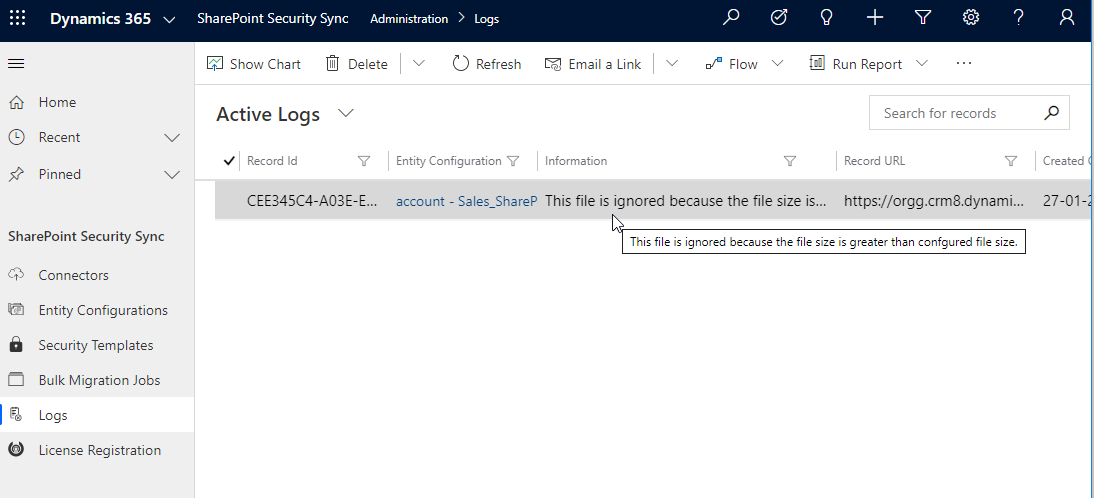 Dynamics 365 SharePoint Security Sync Administration > Logs
Show Chart Delete Refresh Email a Link Flow Run Report ...
Home
Recent
Pinned
SharePoint Security Sync
Connectors
Entity Configurations
Security Templates
Bulk Migration Jobs
Logs
License Registration
Active Logs
Search for records
Record Id Entity Configuration Information Record URL Created
CEE345C4-A03E-E... account - Sales_ShareP This file is ignored because the file size is... https://orgg.crm8.dynami... 27-01-2
This file is ignored because the file size is greater than confgured file size.